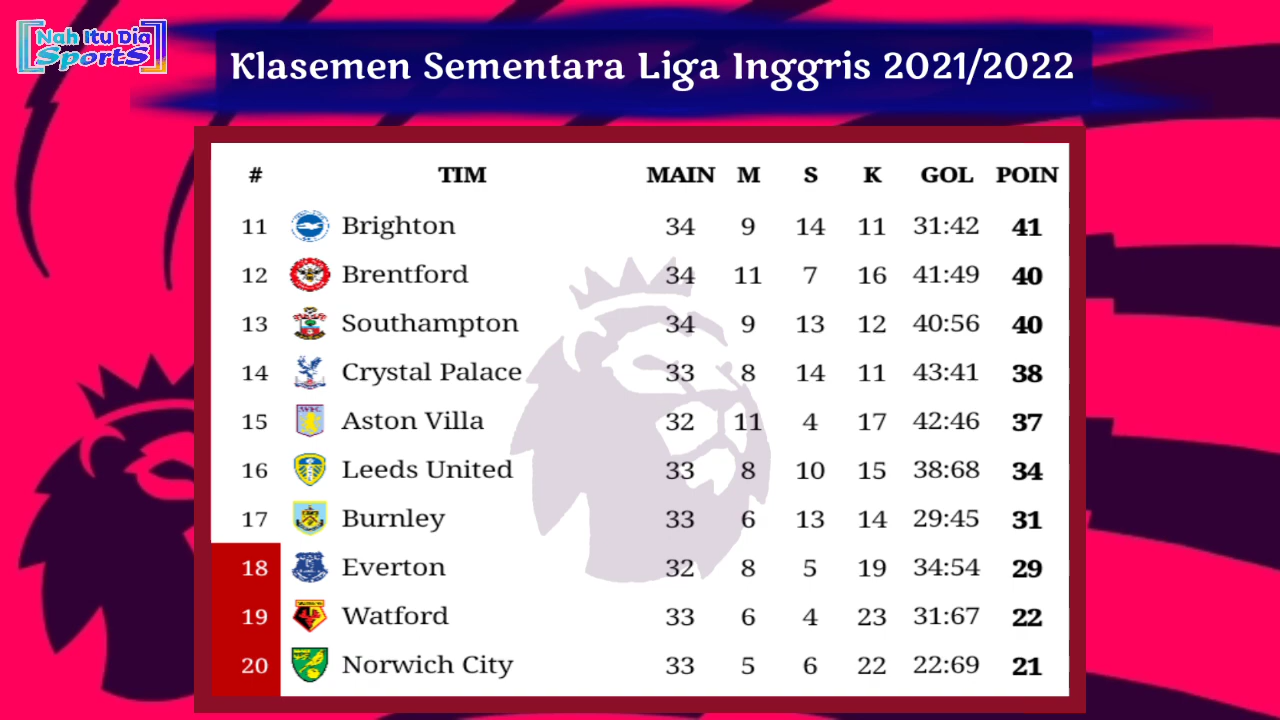 Nah Itu Dia
Sports
Klasemen Sementara Liga Inggris 2021/2022
# TIM MAIN M S K GOL POIN
11 Brighton 34 9 14 11 31:42 41
12 Brentford 34 11 7 16 41:49 40
13 Southampton 34 9 13 12 40:56 40
14 Crystal Palace 33 8 14 11 43:41 38
15 Aston Villa 32 11 4 17 42:46 37
16 Leeds United 33 8 10 15 38:68 34
17 Burnley 33 6 13 14 29:45 31
18 Everton 32 8 5 19 34:54 29
19 Watford 33 6 4 23 31:67 22
20 Norwich City 33 5 6 22 22:69 21